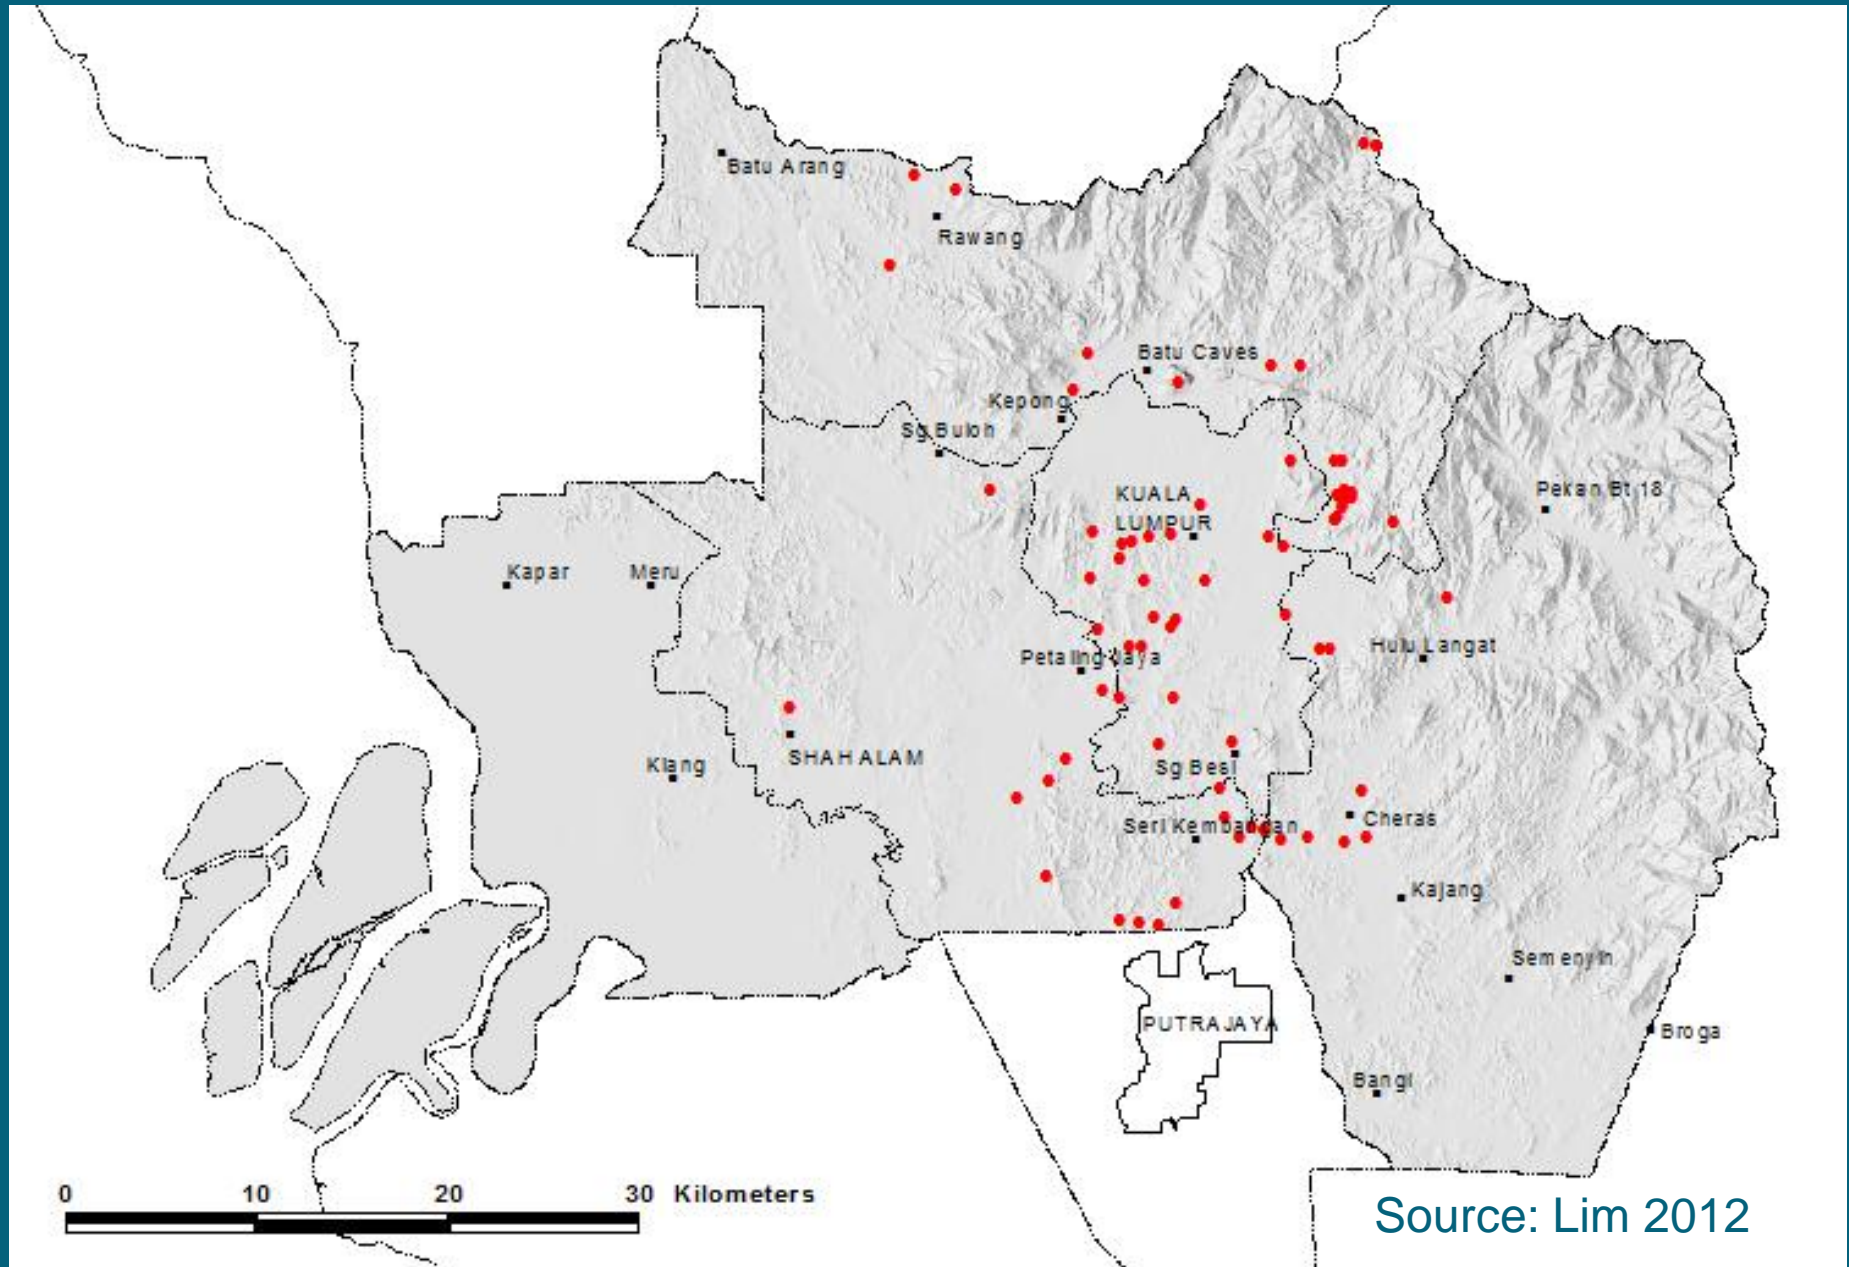 Batu Arang
Rawang
Batu Caves
Kepong
Sg Buloh
KUALA
LUMPUR
Pekan Bt 18
Kapar
Meru
Petaling Jaya
Hulu Langat
SHAH ALAM
Klang
Sg Besi
Seri Kembangan
Cheras
Kajang
Semenyih
PUTRAJAYA
Broga
Bangi
0 10 20 30 Kilometers
Source: Lim 2012